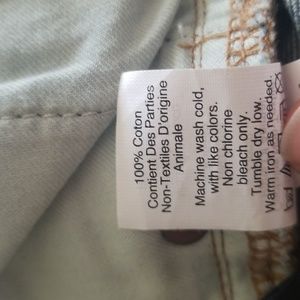 100% Coton
Contient Des Parties
Non-Textiles D'origine
Animale
Machine wash cold,
with like colors.
Non chlorine
bleach only.
Tumble dry low.
Warm iron as needed.